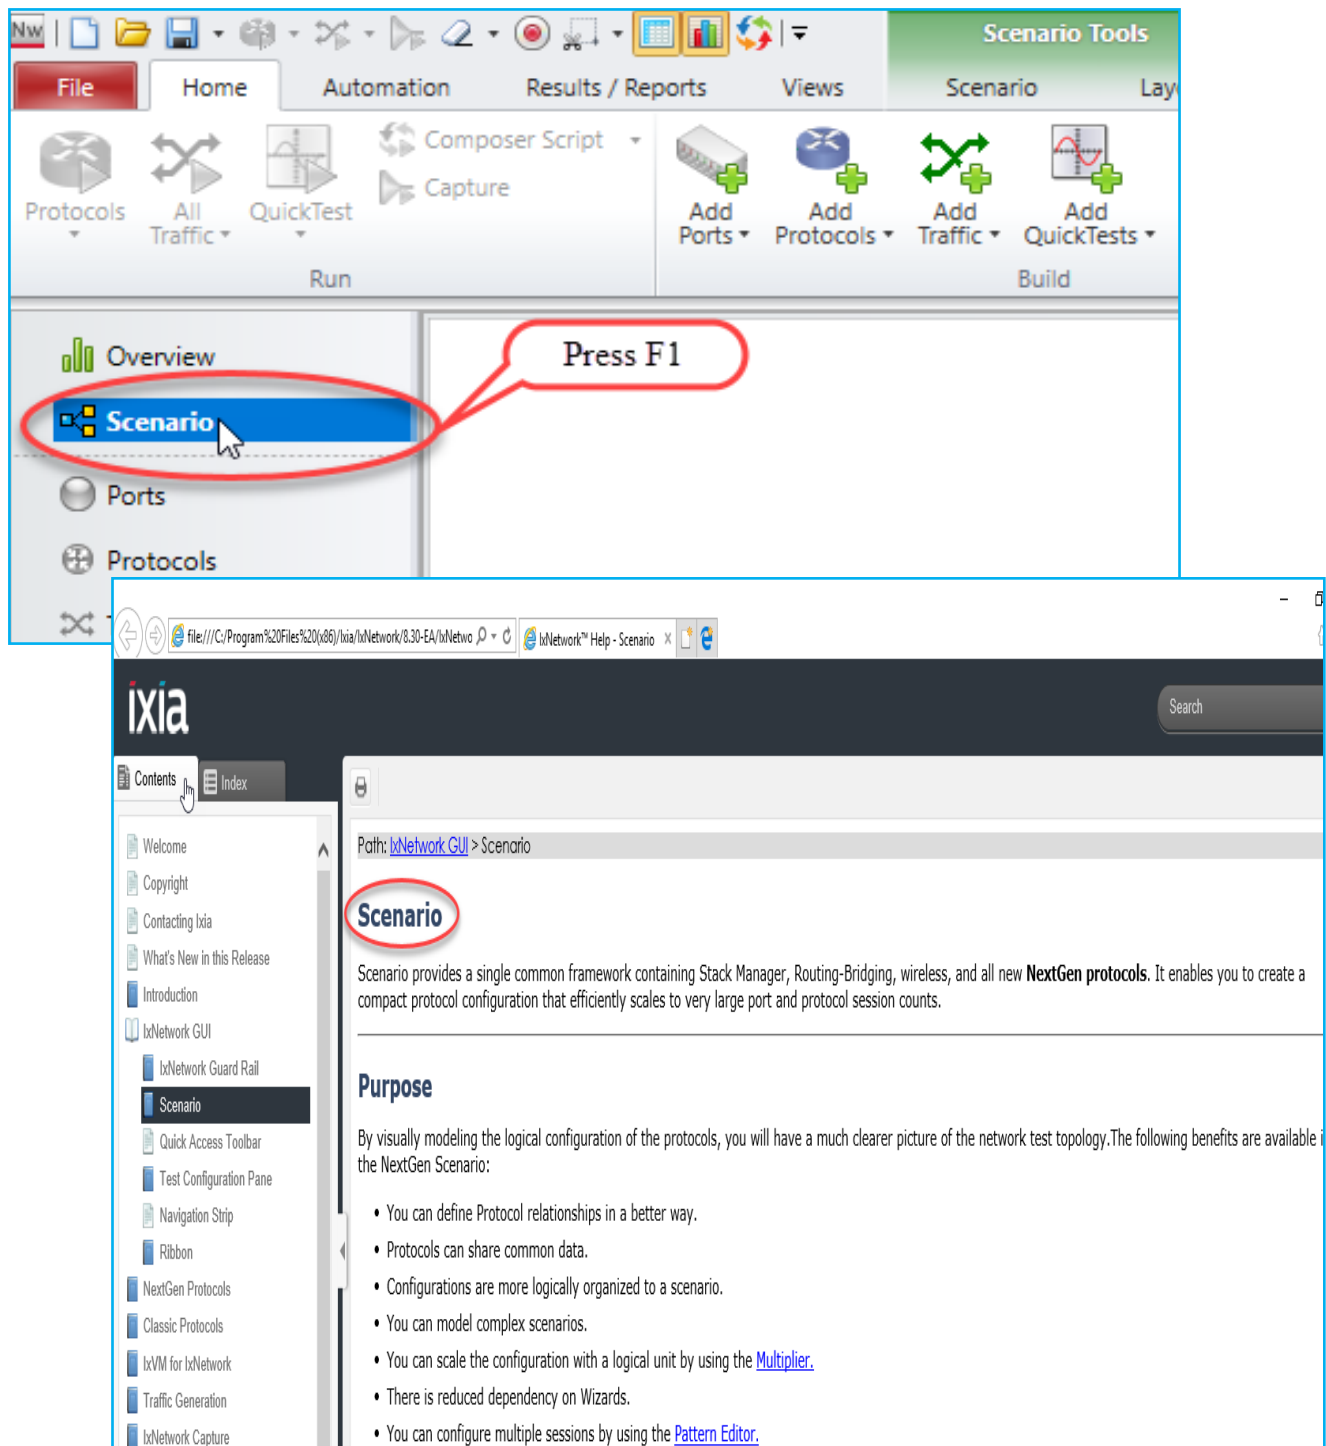 Nw
Scenario Tools
File
Home
Automation
Results / Reports
Views
Scenario
Lay
Protocols
All
Traffic
QuickTest
Composer Script
Capture
Add
Ports
Add
Protocols
Add
Traffic
Add
QuickTests
Run
Build
Overview
Press F1
Scenario
Ports
Protocols
file:///C:/Program%20Files%20(x86)/Ixia/IxNetwork/8.30-EA/IxNetwo
IxNetwork™ Help - Scenario
ixia
Search
Contents
Index
Welcome
Copyright
Contacting Ixia
What's New in this Release
Introduction
IxNetwork GUI
IxNetwork Guard Rail
Scenario
Quick Access Toolbar
Test Configuration Pane
Navigation Strip
Ribbon
NextGen Protocols
Classic Protocols
IxVM for IxNetwork
Traffic Generation
IxNetwork Capture
Path: IxNetwork GUI > Scenario
Scenario
Scenario provides a single common framework containing Stack Manager, Routing-Bridging, wireless, and all new NextGen protocols. It enables you to create a
compact protocol configuration that efficiently scales to very large port and protocol session counts.
Purpose
By visually modeling the logical configuration of the protocols, you will have a much clearer picture of the network test topology.The following benefits are available i
the NextGen Scenario:
• You can define Protocol relationships in a better way.
• Protocols can share common data.
• Configurations are more logically organized to a scenario.
• You can model complex scenarios.
• You can scale the configuration with a logical unit by using the Multiplier.
• There is reduced dependency on Wizards.
• You can configure multiple sessions by using the Pattern Editor.